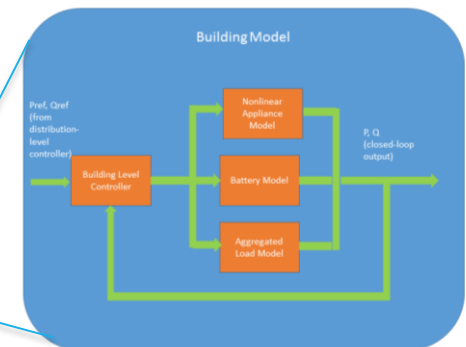 Building Model
Pref, Qref
(from
distribution-
level
controller)
Building Level
Controller
Nonlinear
Appliance
Model
Battery Model
Aggregated
Load Model
P, Q
(closed-loop
output)